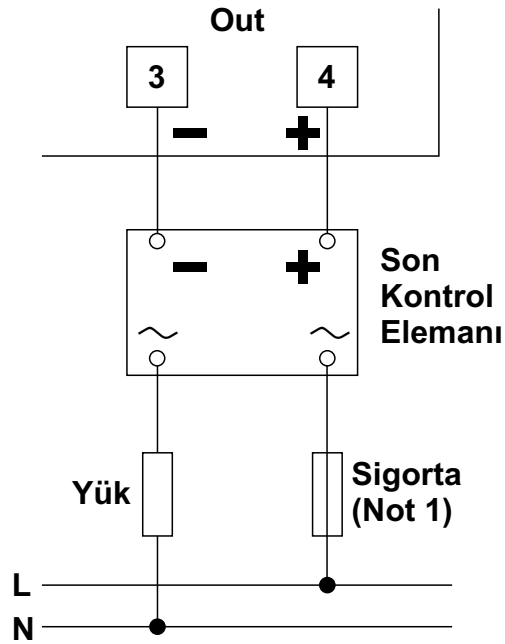 Out
3 4
− +
− +
Son
Kontrol
Elemanı
~ ~
Yük
Sigorta
(Not 1)
L
N